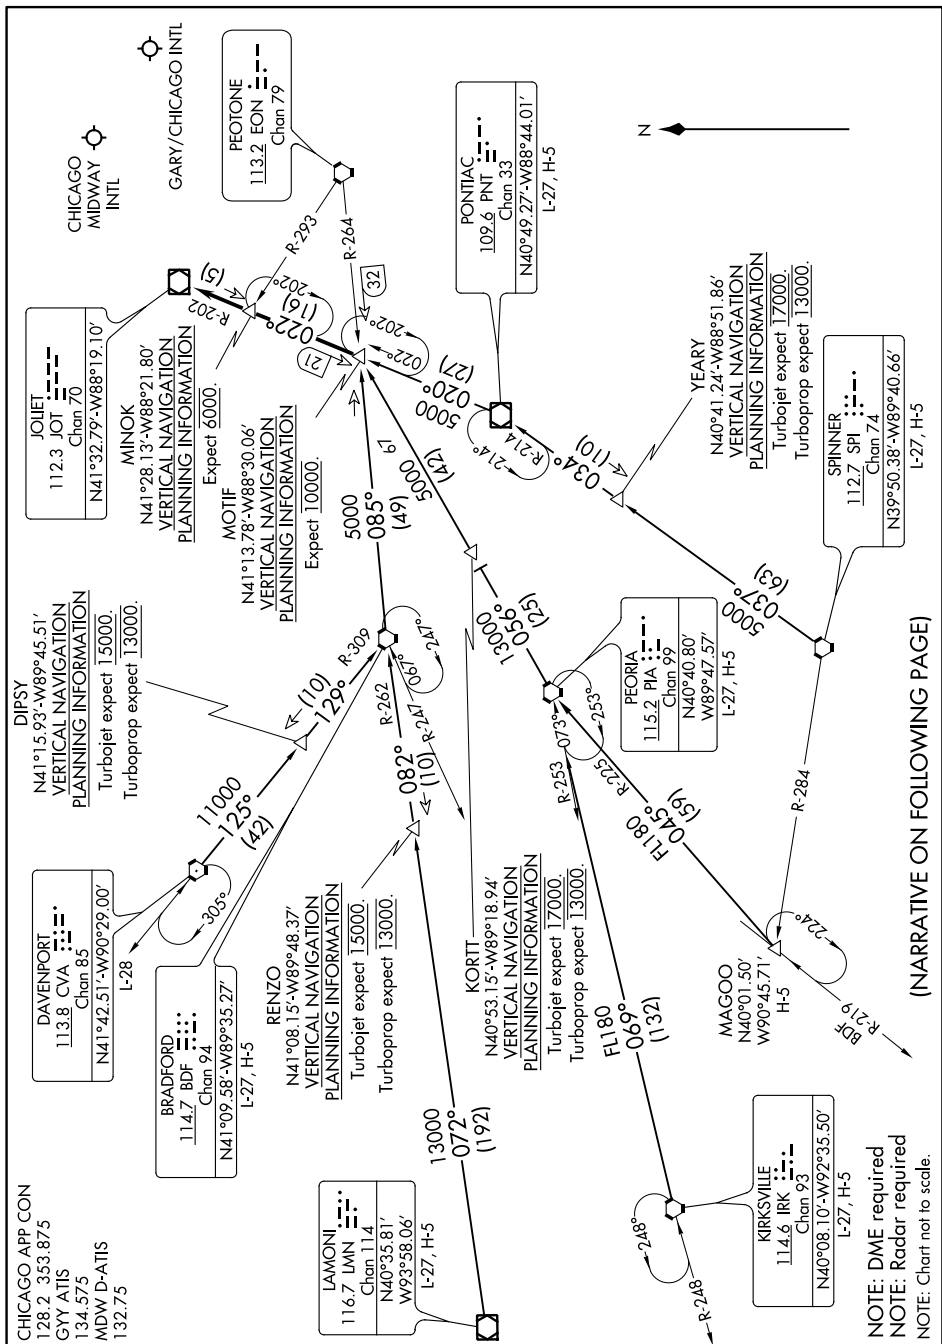 CHICAGO APP CON
128.2 353.875
GYY ATIS
134.575
MDW D-ATIS
132.75
DAVENPORT
113.8 CVA
Chan 85
N41°42.51'-W90°29.00'
L-28
DIPSY
N41°15.93'-W89°45.51'
VERTICAL NAVIGATION
PLANNING INFORMATION
Turbojet expect 15000.
Turboprop expect 13000.
JOLIET
112.3 JOT
Chan 70
N41°32.79'-W88°19.10'
CHICAGO
MIDWAY
INTL
GARY/CHICAGO INTL
MINOK
N41°28.13'-W88°21.80'
VERTICAL NAVIGATION
PLANNING INFORMATION
Expect 6000.
PEOTONE
113.2 EON
Chan 79
MOTIF
N41°13.78'-W88°30.06'
VERTICAL NAVIGATION
PLANNING INFORMATION
Expect 10000.
BRADFORD
114.7 BDF
Chan 94
N41°09.58'-W89°35.27'
L-27, H-5
RENZO
N41°08.15'-W89°48.37'
VERTICAL NAVIGATION
PLANNING INFORMATION
Turbojet expect 15000.
Turboprop expect 13000.
LAMONI
116.7 LMN
Chan 114
N40°35.81'
W93°58.06'
L-27, H-5
KORTT
N40°53.15'-W89°18.94'
VERTICAL NAVIGATION
PLANNING INFORMATION
Turbojet expect 17000.
Turboprop expect 13000.
PONTIAC
109.6 PNT
Chan 33
N40°49.27'-W88°44.01'
L-27, H-5
PEORIA
115.2 PIA
Chan 99
N40°40.80'
W89°47.57'
L-27, H-5
YEARY
N40°41.24'-W88°51.86'
VERTICAL NAVIGATION
PLANNING INFORMATION
Turbojet expect 17000.
Turboprop expect 13000.
SPINNER
112.7 SPI
Chan 74
N39°50.38'-W89°40.66'
L-27, H-5
MAGOO
N40°01.50'
W90°45.71'
H-5
KIRKSVILLE
114.6 IRK
Chan 93
N40°08.10'-W92°35.50'
L-27, H-5
305°
11000
125°
(42)
(10)
129°
R-309
13000
072°
(192)
082°
(10)
R-262
R-247
067°
247°
5000
085°
(49)
R-202
(5)
202°
(16)
022°
21
R-293
R-264
32
202°
022°
5000 67
(42)
13000
056°
(25)
5000
020°
(27)
214°
R-214
034°
(10)
5000
037°
(63)
R-284
073°
253°
R-253
R-225
FL180
045°
(59)
FL180
069°
(132)
224°
BDF
R-219
248°
R-248
N
NOTE: DME required
NOTE: Radar required
NOTE: Chart not to scale.
(NARRATIVE ON FOLLOWING PAGE)